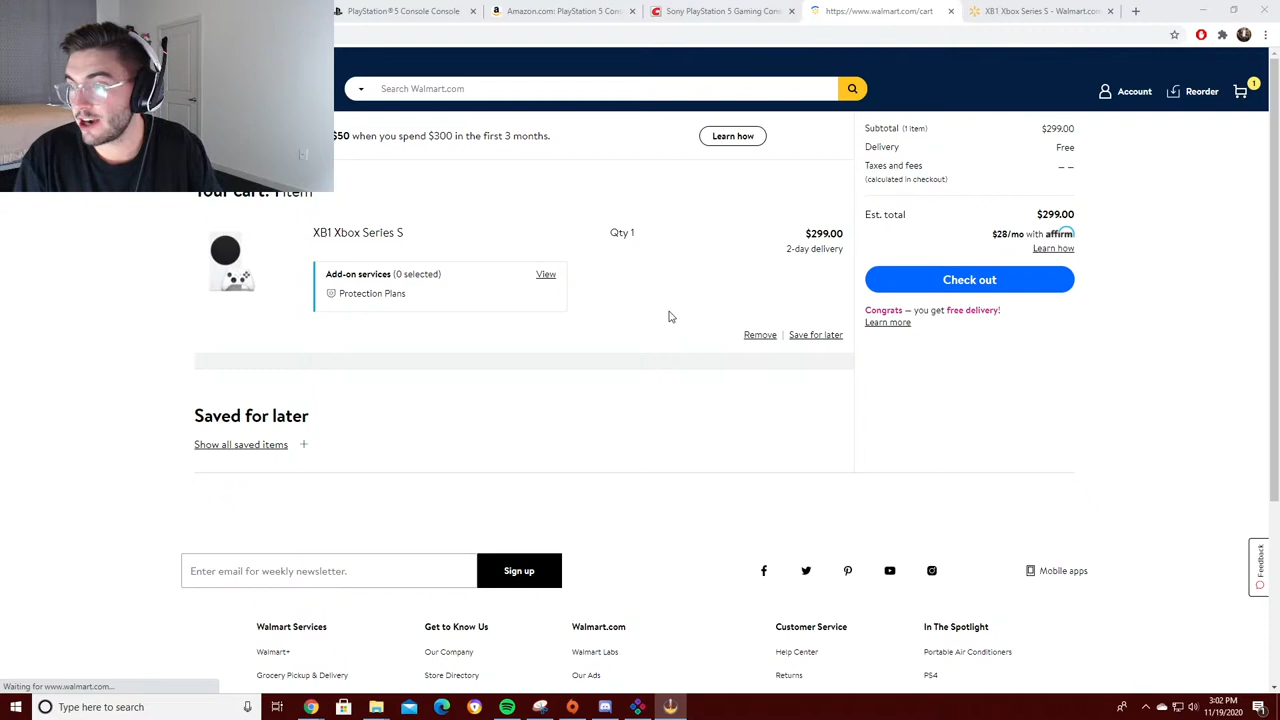 PlayStation®5 Console Console
Amazon.com: PlayStation 5 Cons
Sony PlayStation 5 Gaming Cons
https://www.walmart.com/cart
XB1 Xbox Series S - Walmart.com
Search Walmart.com
Account
Reorder
1
$50 when you spend $300 in the first 3 months.
Learn how
Your Cart: 1 item
XB1 Xbox Series S
Qty 1
$299.00
2-day delivery
Add-on services (0 selected)
View
Protection Plans
Remove | Save for later
Subtotal (1 item)
$299.00
Delivery
Free
Taxes and fees
– –
(calculated in checkout)
Est. total
$299.00
$28/mo with affirm
Learn how
Check out
Congrats – you get free delivery!
Learn more
Saved for later
Show all saved items +
Enter email for weekly newsletter.
Sign up
Mobile apps
Feedback
Walmart Services
Get to Know Us
Walmart.com
Customer Service
In The Spotlight
Walmart+
Our Company
Walmart Labs
Help Center
Portable Air Conditioners
Grocery Pickup & Delivery
Store Directory
Our Ads
Returns
PS4
Waiting for www.walmart.com...
Type here to search
3:02 PM
11/19/2020